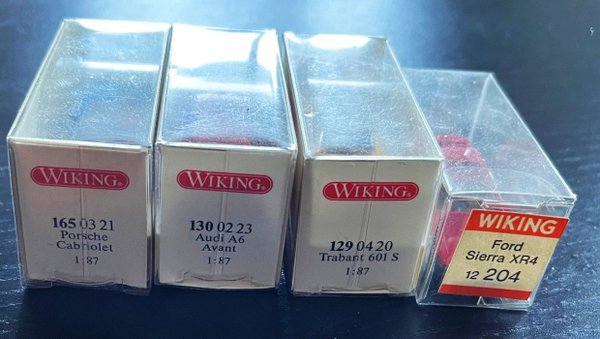 WIKING®
165 03 21
Porsche
Cabriolet
1:87
WIKING®
130 02 23
Audi A6
Avant
1:87
WIKING®
129 04 20
Trabant 601 S
1:87
WIKING
Ford
Sierra XR4
12 204